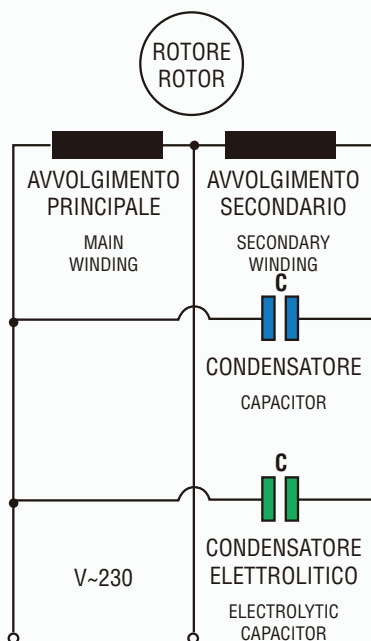 ROTORE
ROTOR
AVVOLGIMENTO
PRINCIPALE
MAIN
WINDING
AVVOLGIMENTO
SECONDARIO
SECONDARY
WINDING
C
CONDENSATORE
CAPACITOR
C
CONDENSATORE
ELETTROLITICO
ELECTROLYTIC
CAPACITOR
V~230